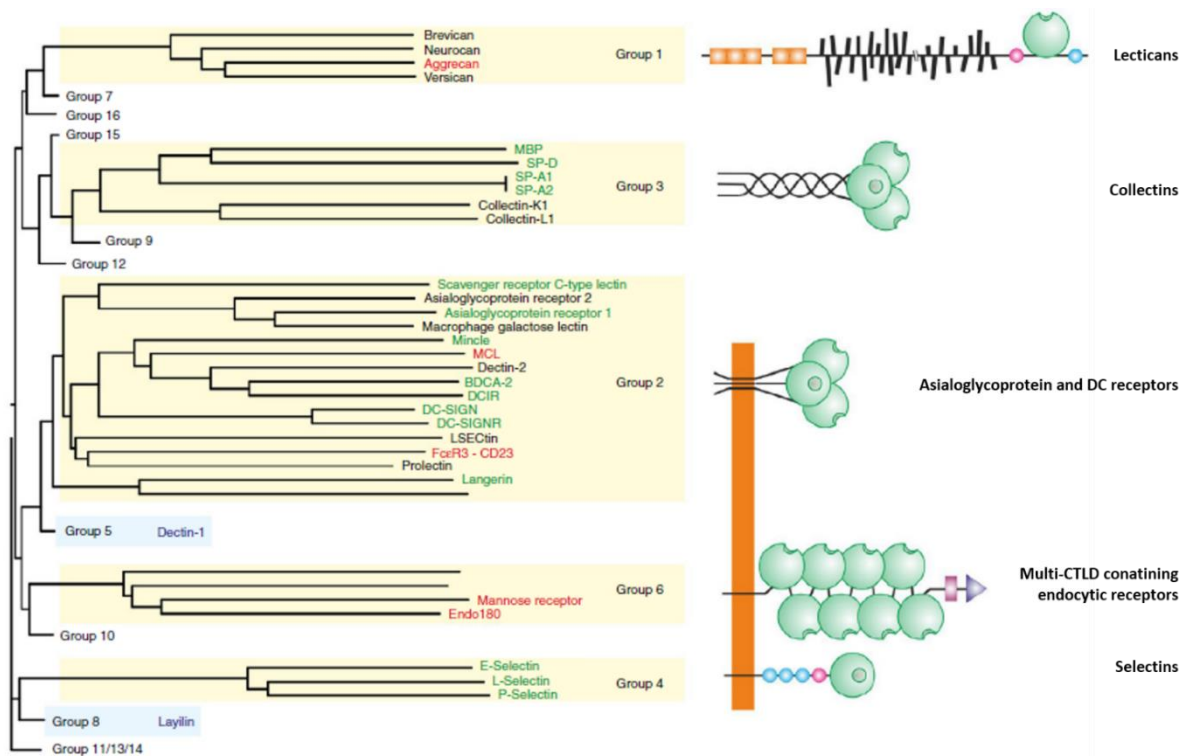 Brevican
Neurocan
Aggrecan
Versican
Group 1
Lecticans
Group 7
Group 16
Group 15
MBP
SP-D
SP-A1
SP-A2
Collectin-K1
Collectin-L1
Group 3
Collectins
Group 9
Group 12
Scavenger receptor C-type lectin
Asialoglycoprotein receptor 2
Asialoglycoprotein receptor 1
Macrophage galactose lectin
Mincle
MCL
Dectin-2
BDCA-2
DCIR
DC-SIGN
DC-SIGNR
LSECtin
FcεR3 - CD23
Prolectin
Langerin
Group 2
Asialoglycoprotein and DC receptors
Group 5 Dectin-1
Mannose receptor
Endo180
Group 6
Multi-CTLD conatining
endocytic receptors
Group 10
E-Selectin
L-Selectin
P-Selectin
Group 4
Selectins
Group 8 Layilin
Group 11/13/14